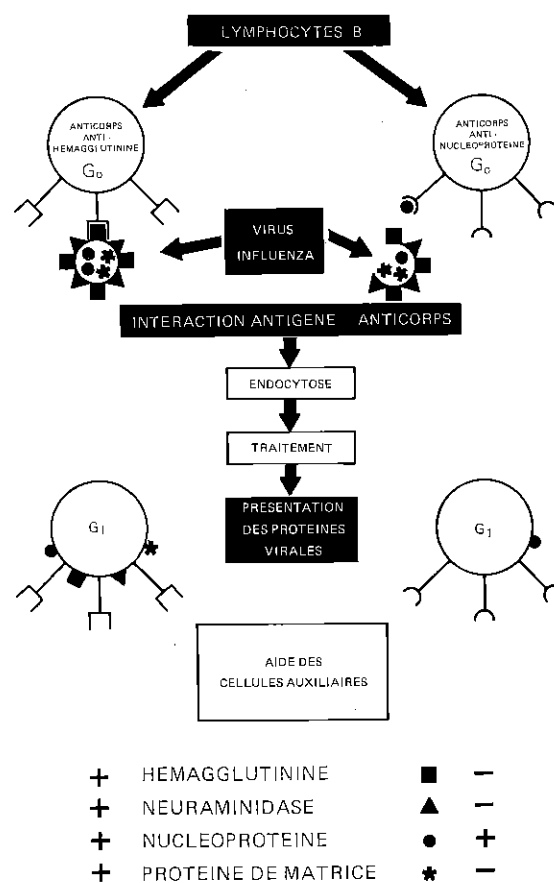 LYMPHOCYTES B
ANTICORPS
ANTI-
HEMAGGLUTININE
G₀
ANTICORPS
ANTI-
NUCLEOPROTEINE
G₀
VIRUS
INFLUENZA
INTERACTION ANTIGENE ANTICORPS
ENDOCYTOSE
TRAITEMENT
PRESENTATION
DES PROTEINES
VIRALES
G₁
G₁
AIDE DES
CELLULES AUXILIAIRES
+ HEMAGGLUTININE ■ −
+ NEURAMINIDASE ▲ −
+ NUCLEOPROTEINE ● +
+ PROTEINE DE MATRICE * −